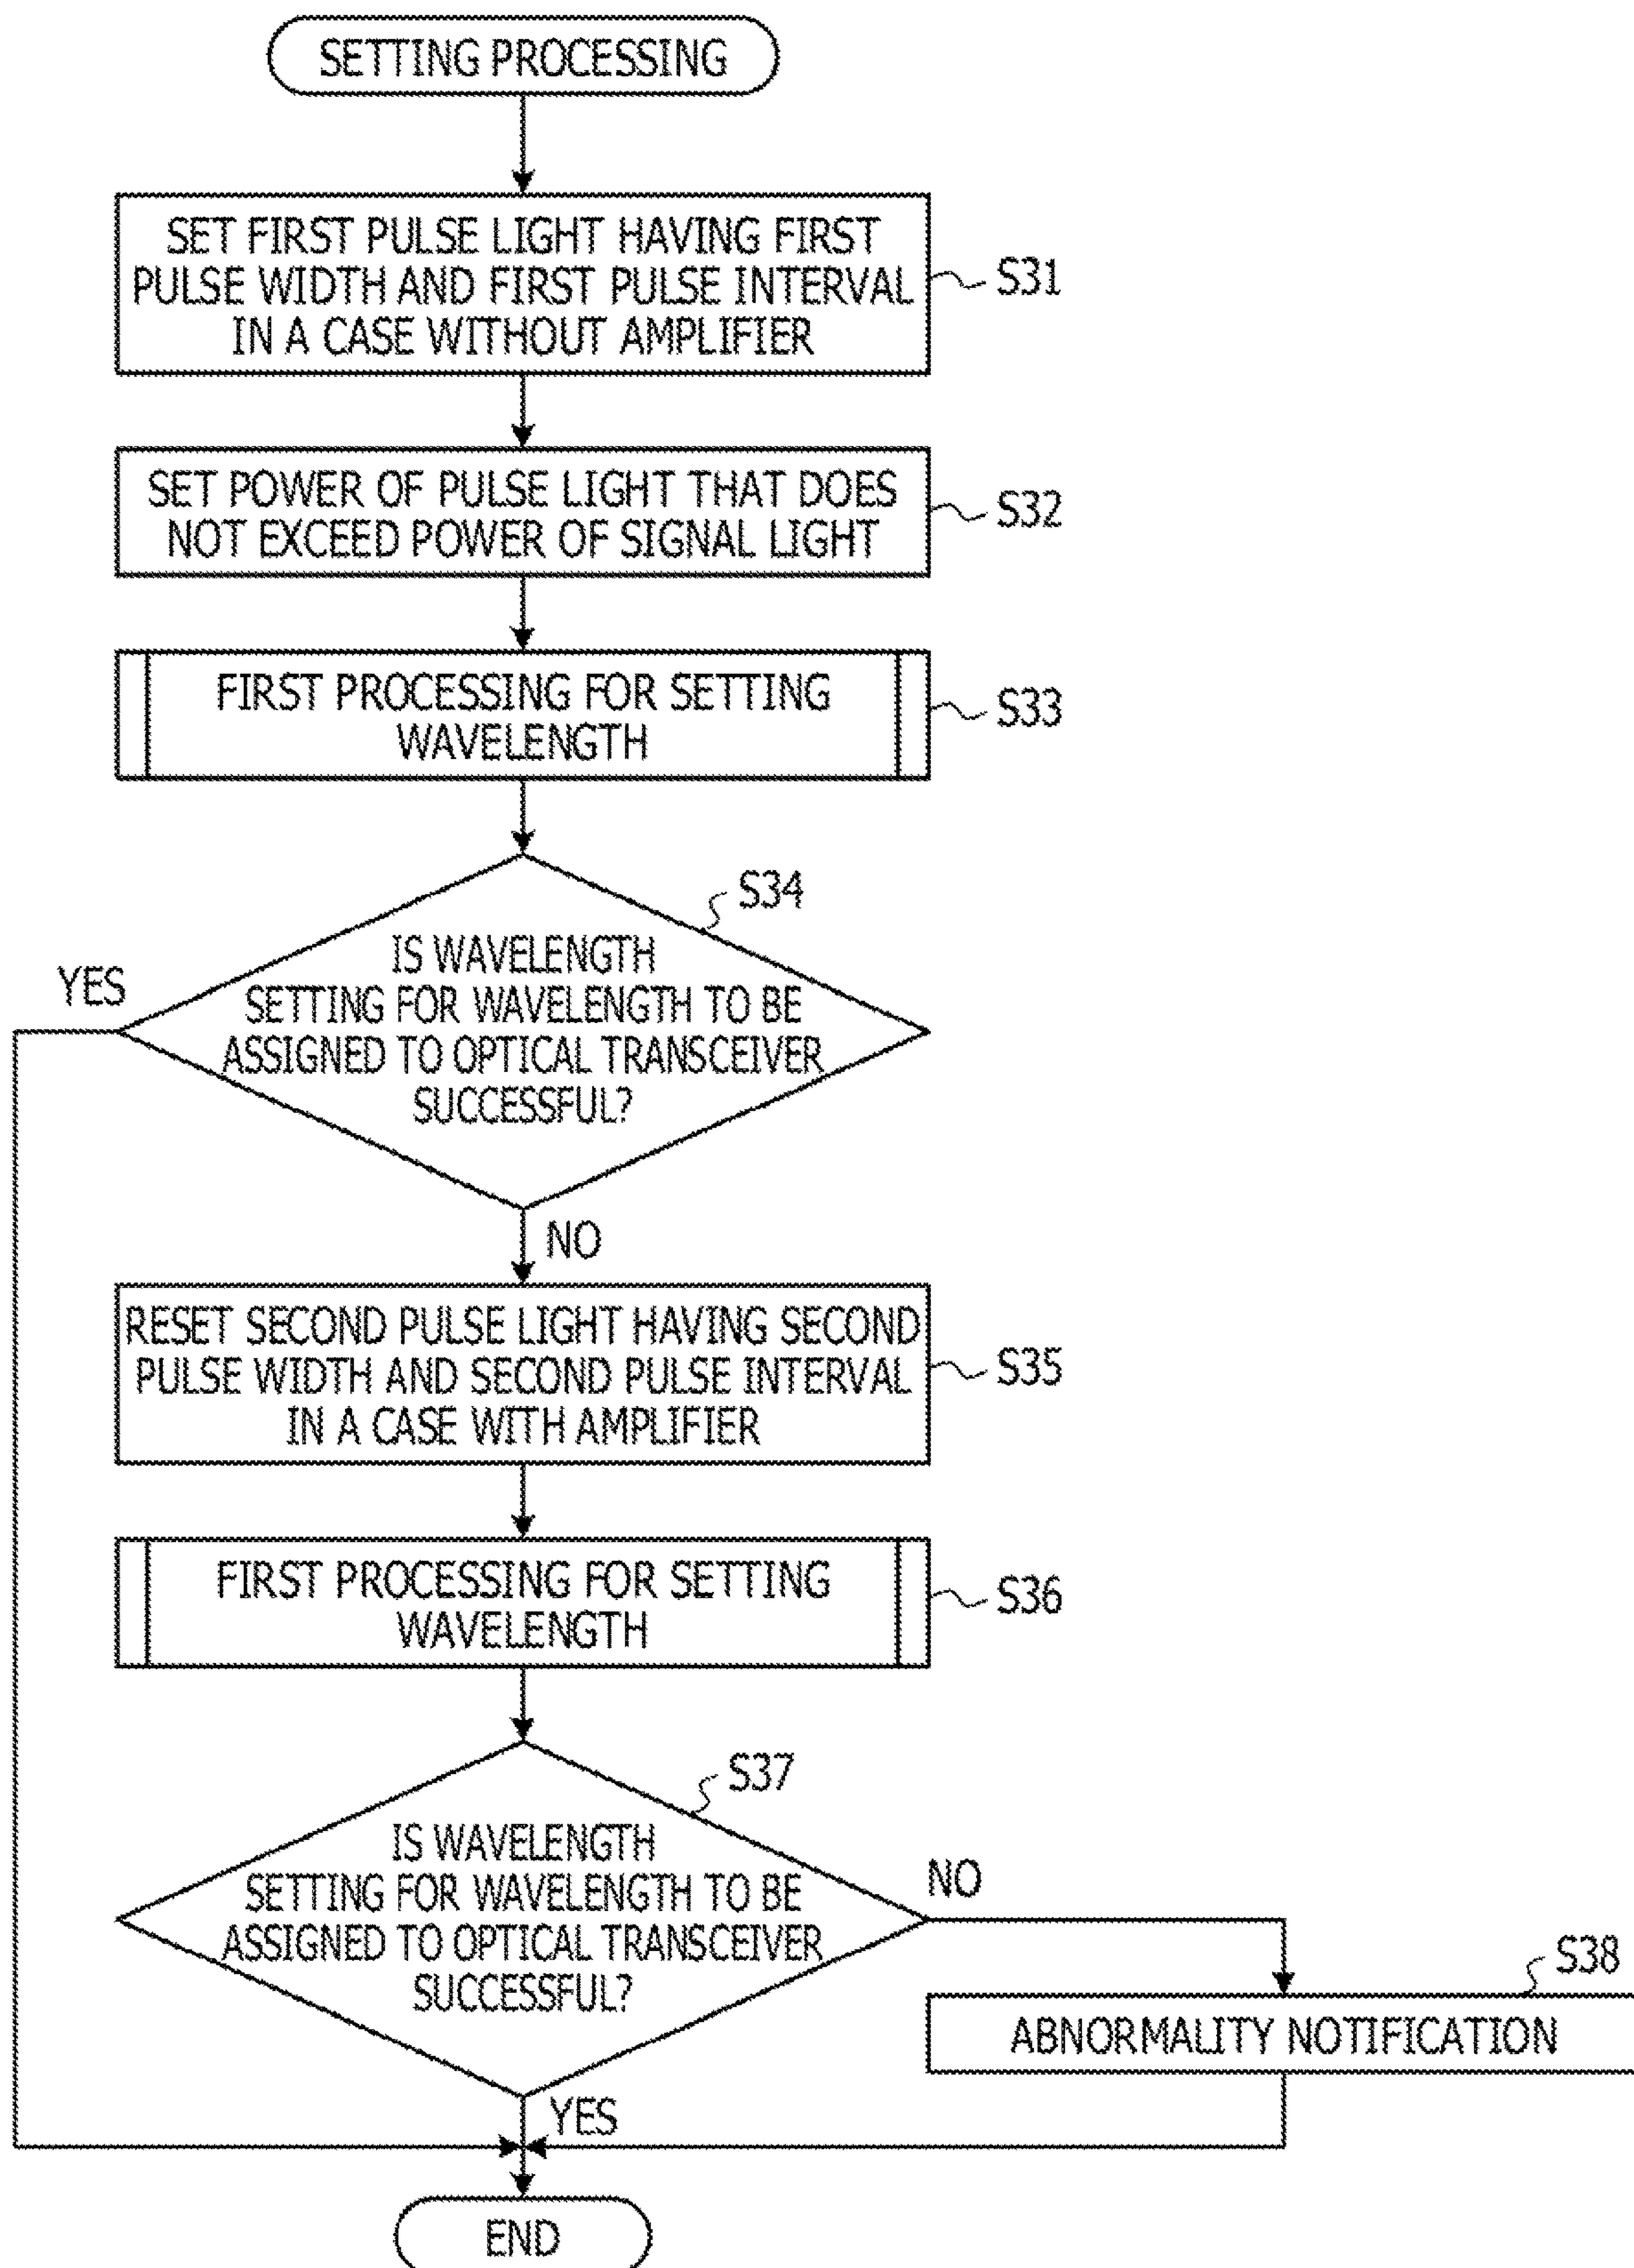 SETTING PROCESSING
SET FIRST PULSE LIGHT HAVING FIRST
PULSE WIDTH AND FIRST PULSE INTERVAL
IN A CASE WITHOUT AMPLIFIER
S31
SET POWER OF PULSE LIGHT THAT DOES
NOT EXCEED POWER OF SIGNAL LIGHT
S32
FIRST PROCESSING FOR SETTING
WAVELENGTH
S33
S34
IS WAVELENGTH
SETTING FOR WAVELENGTH TO BE
ASSIGNED TO OPTICAL TRANSCEIVER
SUCCESSFUL?
YES
NO
RESET SECOND PULSE LIGHT HAVING SECOND
PULSE WIDTH AND SECOND PULSE INTERVAL
IN A CASE WITH AMPLIFIER
S35
FIRST PROCESSING FOR SETTING
WAVELENGTH
S36
S37
IS WAVELENGTH
SETTING FOR WAVELENGTH TO BE
ASSIGNED TO OPTICAL TRANSCEIVER
SUCCESSFUL?
NO
S38
ABNORMALITY NOTIFICATION
YES
END